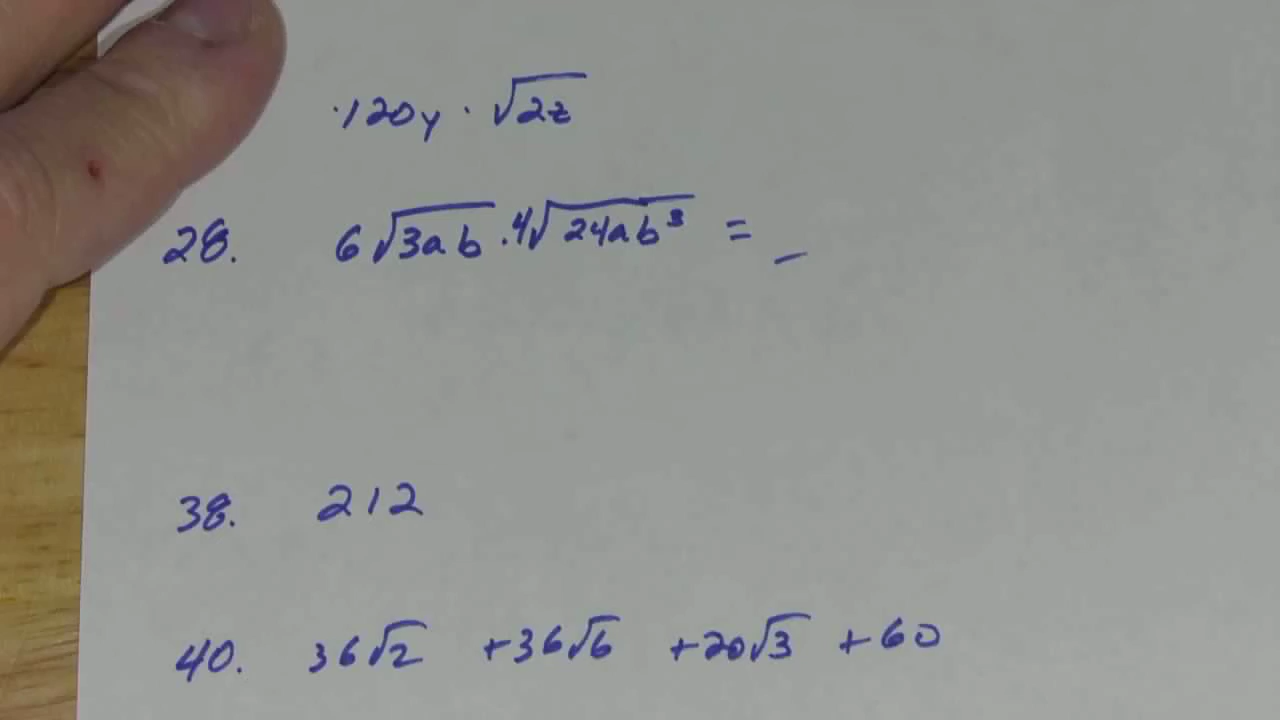 ·120y · √2z
28. 6√3ab · 4√24ab³ = _
38. 212
40. 36√2 +36√6 +20√3 +60